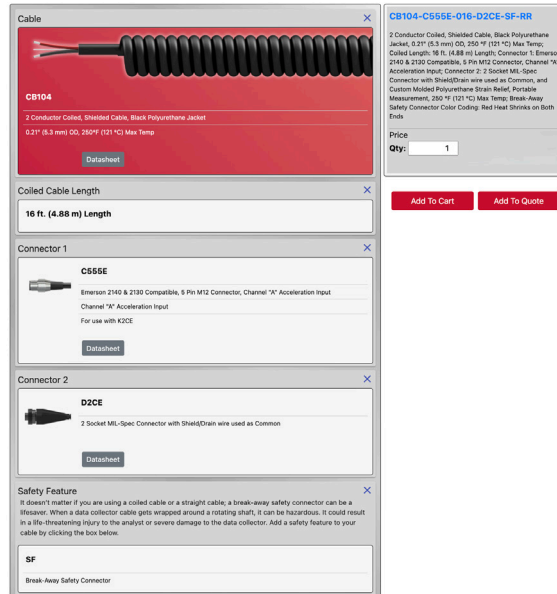 Cable
CB104
2 Conductor Coiled, Shielded Cable, Black Polyurethane Jacket
0.21" (5.3 mm) OD, 250°F (121 °C) Max Temp
Datasheet
Coiled Cable Length
16 ft. (4.88 m) Length
Connector 1
C555E
Emerson 2140 & 2130 Compatible, 5 Pin M12 Connector, Channel "A" Acceleration Input
Channel "A" Acceleration Input
For use with K2CE
Datasheet
Connector 2
D2CE
2 Socket MIL-Spec Connector with Shield/Drain wire used as Common
Datasheet
Safety Feature
It doesn't matter if you are using a coiled cable or a straight cable; a break-away safety connector can be a
lifesaver. When a data collector cable gets wrapped around a rotating shaft, it can be hazardous. It could result
in a life-threatening injury to the analyst or severe damage to the data collector. Add a safety feature to your
cable by clicking the box below.
SF
Break-Away Safety Connector
CB104-C555E-016-D2CE-SF-RR
2 Conductor Coiled, Shielded Cable, Black Polyurethane
Jacket, 0.21" (5.3 mm) OD, 250 °F (121 °C) Max Temp;
Coiled Length: 16 ft. (4.88 m) Length; Connector 1: Emerso
2140 & 2130 Compatible, 5 Pin M12 Connector, Channel "A"
Acceleration Input; Connector 2: 2 Socket MIL-Spec
Connector with Shield/Drain wire used as Common, and
Custom Molded Polyurethane Strain Relief, Portable
Measurement, 250 °F (121 °C) Max Temp; Break-Away
Safety Connector Color Coding: Red Heat Shrinks on Both
Ends
Price
Qty: 1
Add To Cart
Add To Quote